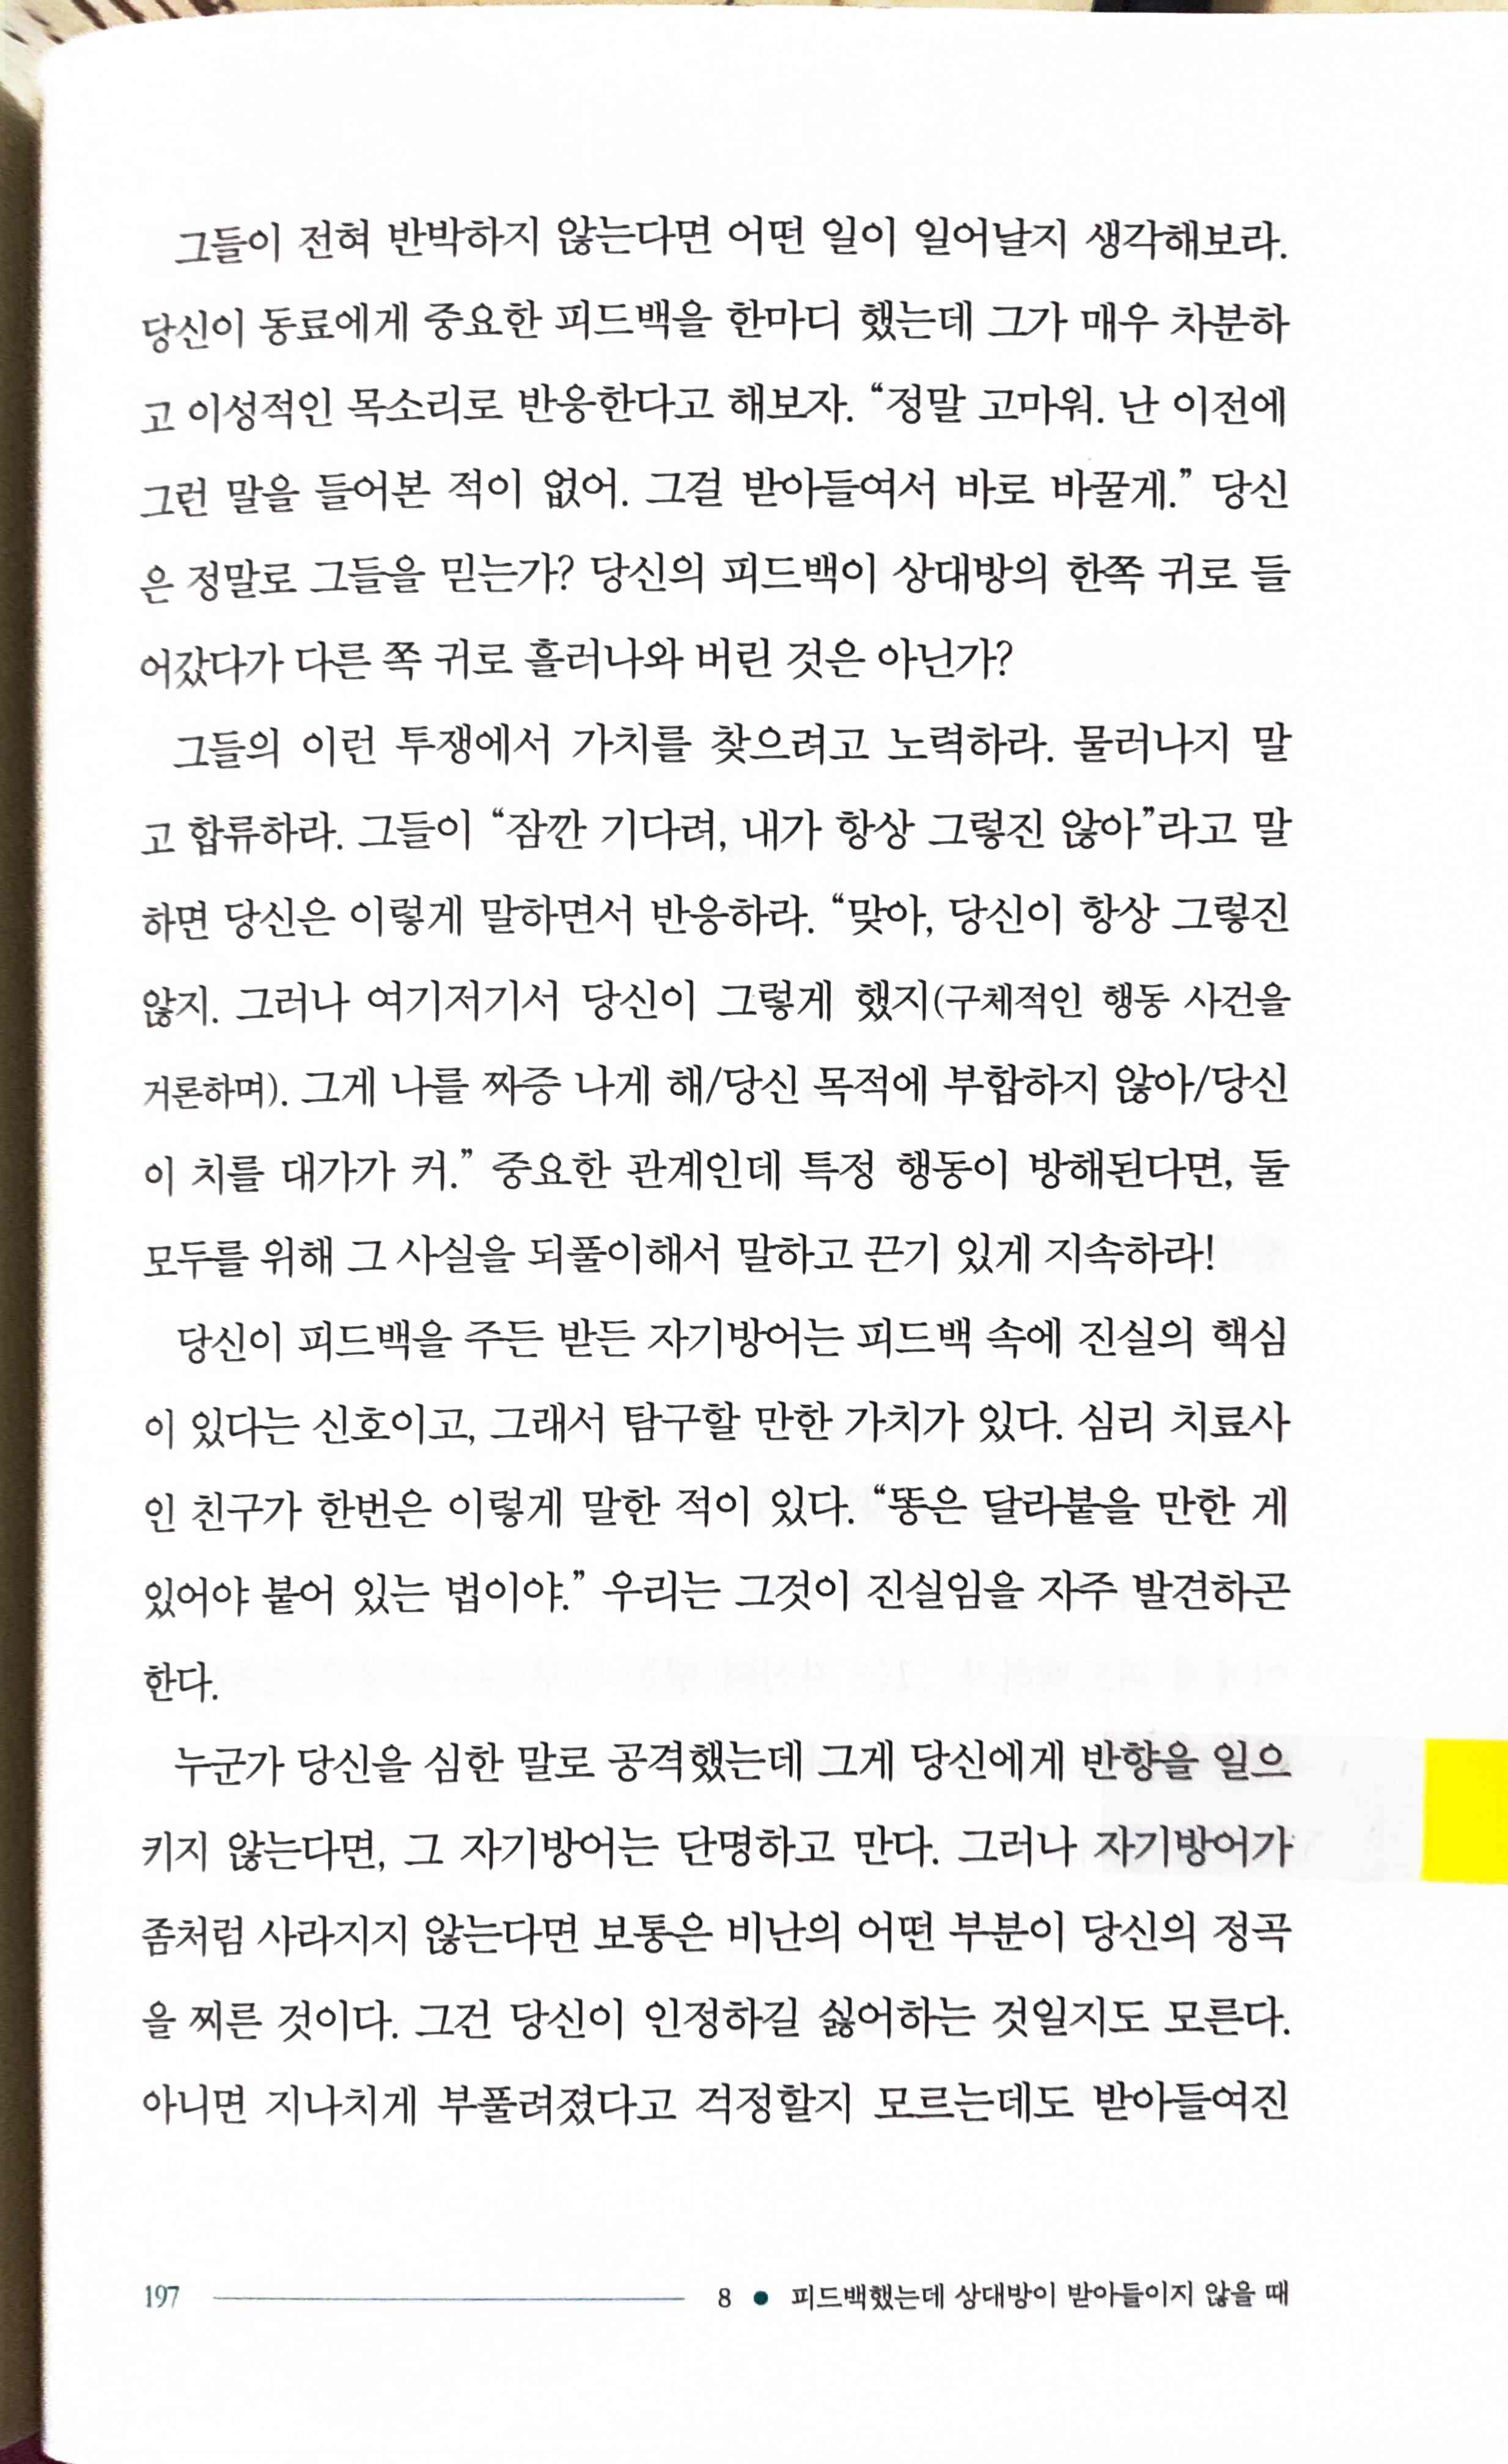 그들이 전혀 반박하지 않는다면 어떤 일이 일어날지 생각해보라.
당신이 동료에게 중요한 피드백을 한마디 했는데 그가 매우 차분하
고 이성적인 목소리로 반응한다고 해보자. “정말 고마워. 난 이전에
그런 말을 들어본 적이 없어. 그걸 받아들여서 바로 바꿀게.” 당신
은 정말로 그들을 믿는가? 당신의 피드백이 상대방의 한쪽 귀로 들
어갔다가 다른 쪽 귀로 흘러나와 버린 것은 아닌가?
그들의 이런 투쟁에서 가치를 찾으려고 노력하라. 물러나지 말
고 합류하라. 그들이 “잠깐 기다려, 내가 항상 그렇진 않아”라고 말
하면 당신은 이렇게 말하면서 반응하라. “맞아, 당신이 항상 그렇진
않지. 그러나 여기저기서 당신이 그렇게 했지(구체적인 행동 사건을
거론하며). 그게 나를 짜증 나게 해/당신 목적에 부합하지 않아/당신
이 치를 대가가 커.” 중요한 관계인데 특정 행동이 방해된다면, 둘
모두를 위해 그 사실을 되풀이해서 말하고 끈기 있게 지속하라!
당신이 피드백을 주든 받든 자기방어는 피드백 속에 진실의 핵심
이 있다는 신호이고, 그래서 탐구할 만한 가치가 있다. 심리 치료사
인 친구가 한번은 이렇게 말한 적이 있다. “똥은 달라붙을 만한 게
있어야 붙어 있는 법이야.” 우리는 그것이 진실임을 자주 발견하곤
한다.
누군가 당신을 심한 말로 공격했는데 그게 당신에게 반향을 일으
키지 않는다면, 그 자기방어는 단명하고 만다. 그러나 자기방어가
좀처럼 사라지지 않는다면 보통은 비난의 어떤 부분이 당신의 정곡
을 찌른 것이다. 그건 당신이 인정하길 싫어하는 것일지도 모른다.
아니면 지나치게 부풀려졌다고 걱정할지 모르는데도 받아들여진
197 8 ● 피드백했는데 상대방이 받아들이지 않을 때